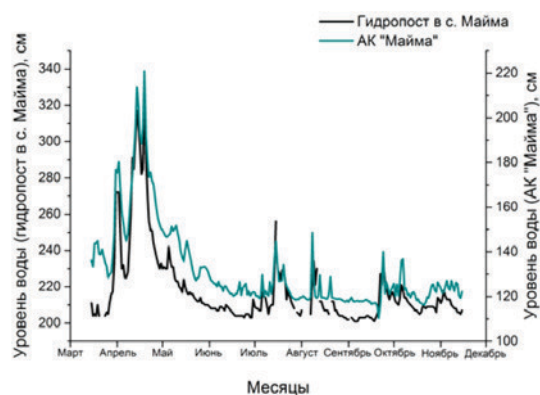 Гидропост в с. Майма
АК "Майма"
Уровень воды (гидропост в с. Майма), см
340
320
300
280
260
240
220
200
220
200
180
160
140
120
100
Уровень воды (АК "Майма"), см
Март Апрель Май Июнь Июль Август Сентябрь Октябрь Ноябрь Декабрь
Месяцы